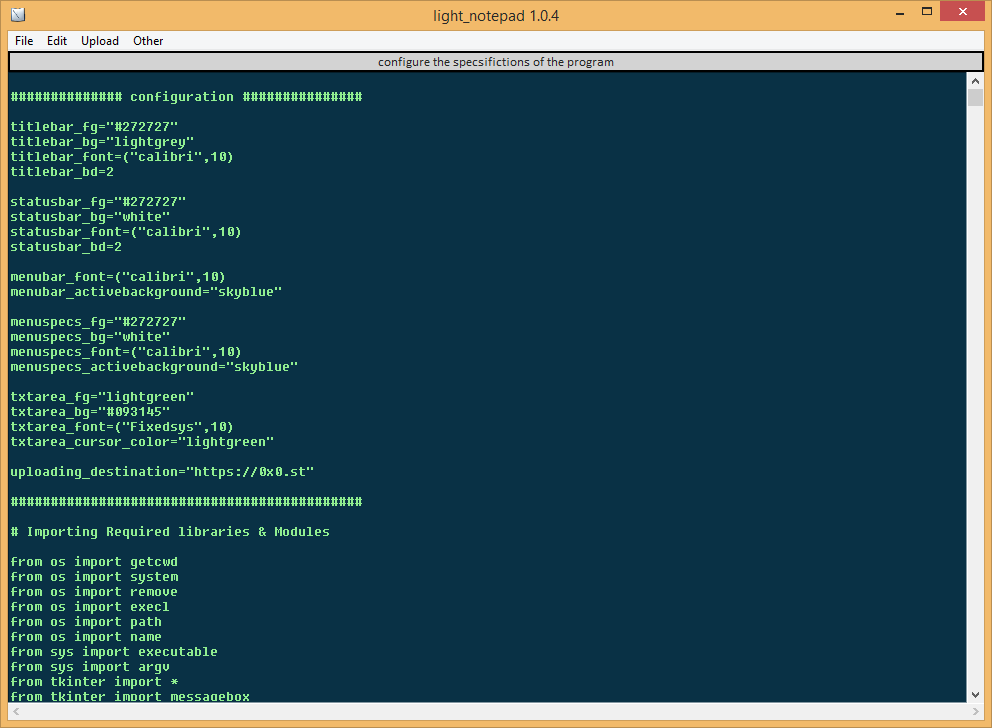 light_notepad 1.0.4
File Edit Upload Other
configure the specsifictions of the program
############## configuration ###############
titlebar_fg="#272727"
titlebar_bg="lightgrey"
titlebar_font=("calibri",10)
titlebar_bd=2
statusbar_fg="#272727"
statusbar_bg="white"
statusbar_font=("calibri",10)
statusbar_bd=2
menubar_font=("calibri",10)
menubar_activebackground="skyblue"
menuspecs_fg="#272727"
menuspecs_bg="white"
menuspecs_font=("calibri",10)
menuspecs_activebackground="skyblue"
txtarea_fg="lightgreen"
txtarea_bg="#093145"
txtarea_font=("Fixedsys",10)
txtarea_cursor_color="lightgreen"
uploading_destination="https://0x0.st"
############################################
# Importing Required libraries & Modules
from os import getcwd
from os import system
from os import remove
from os import execl
from os import path
from os import name
from sys import executable
from sys import argv
from tkinter import *
from tkinter import messagebox